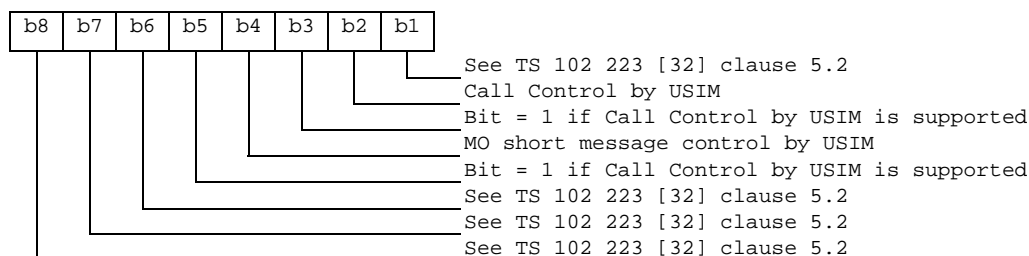 b8 b7 b6 b5 b4 b3 b2 b1
See TS 102 223 [32] clause 5.2
Call Control by USIM
Bit = 1 if Call Control by USIM is supported
MO short message control by USIM
Bit = 1 if Call Control by USIM is supported
See TS 102 223 [32] clause 5.2
See TS 102 223 [32] clause 5.2
See TS 102 223 [32] clause 5.2